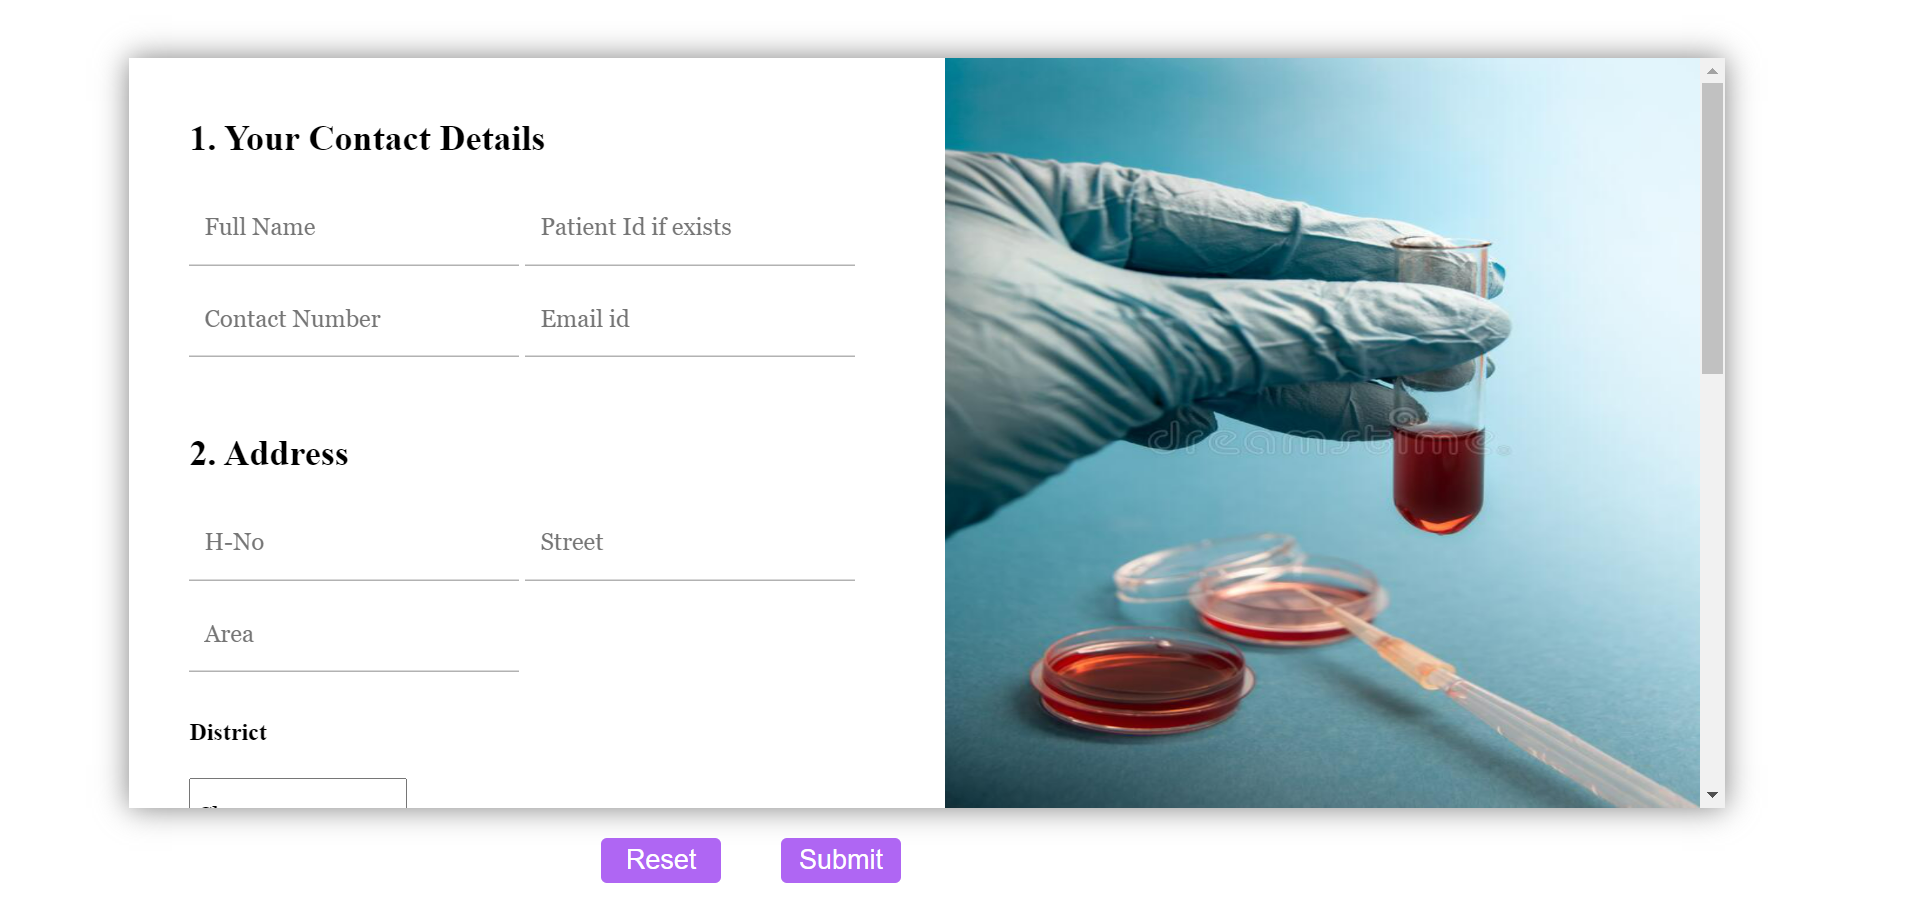 1. Your Contact Details
Full Name
Patient Id if exists
Contact Number
Email id
2. Address
H-No
Street
Area
District
dreamstime.
Reset
Submit